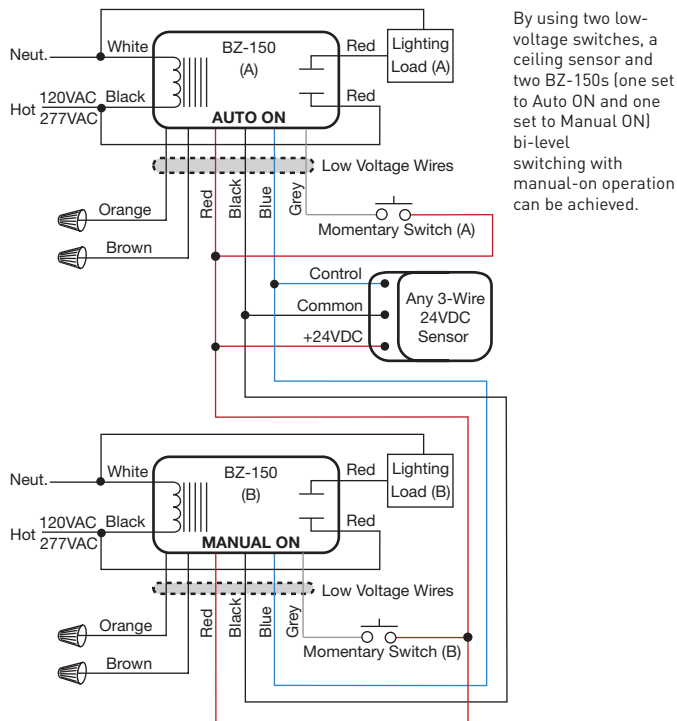 By using two low-
voltage switches, a
ceiling sensor and
two BZ-150s (one set
to Auto ON and one
set to Manual ON)
bi-level
switching with
manual-on operation
can be achieved.
Neut.
White
BZ-150
(A)
Red
Lighting
Load (A)
Hot
120VAC
277VAC
Black
Red
AUTO ON
Low Voltage Wires
Orange
Brown
Red
Black
Blue
Grey
Momentary Switch (A)
Control
Common
+24VDC
Any 3-Wire
24VDC
Sensor
Neut.
White
BZ-150
(B)
Red
Lighting
Load (B)
Hot
120VAC
277VAC
Black
Red
MANUAL ON
Low Voltage Wires
Orange
Brown
Red
Black
Blue
Grey
Momentary Switch (B)